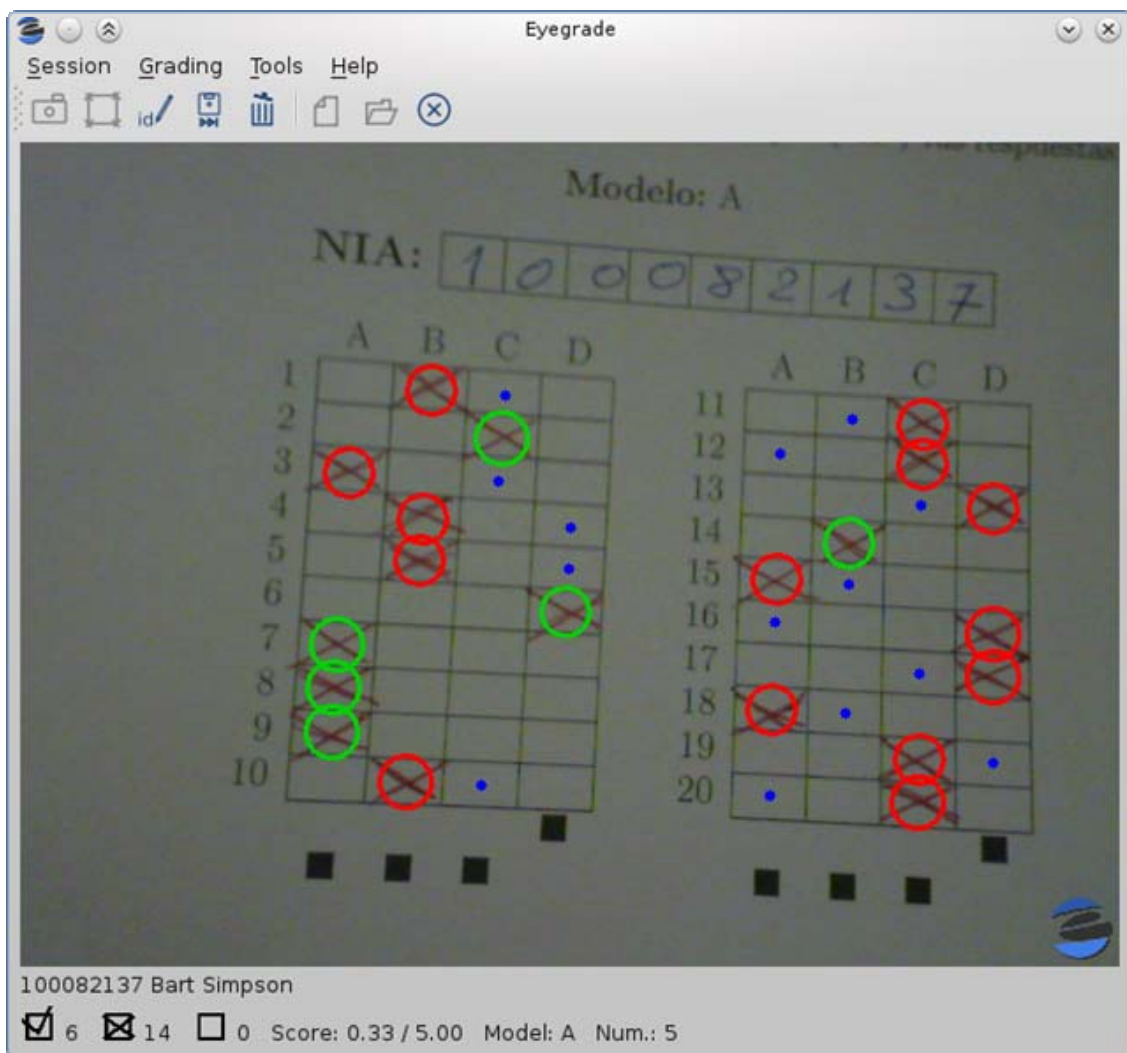 Eyegrade
Session Grading Tools Help
id
tus respuestas
Modelo: A
NIA: 1 0 0 0 8 2 1 3 7
A B C D
1
2
3
4
5
6
7
8
9
10
A B C D
11
12
13
14
15
16
17
18
19
20
100082137 Bart Simpson
6 14 0 Score: 0.33 / 5.00 Model: A Num.: 5